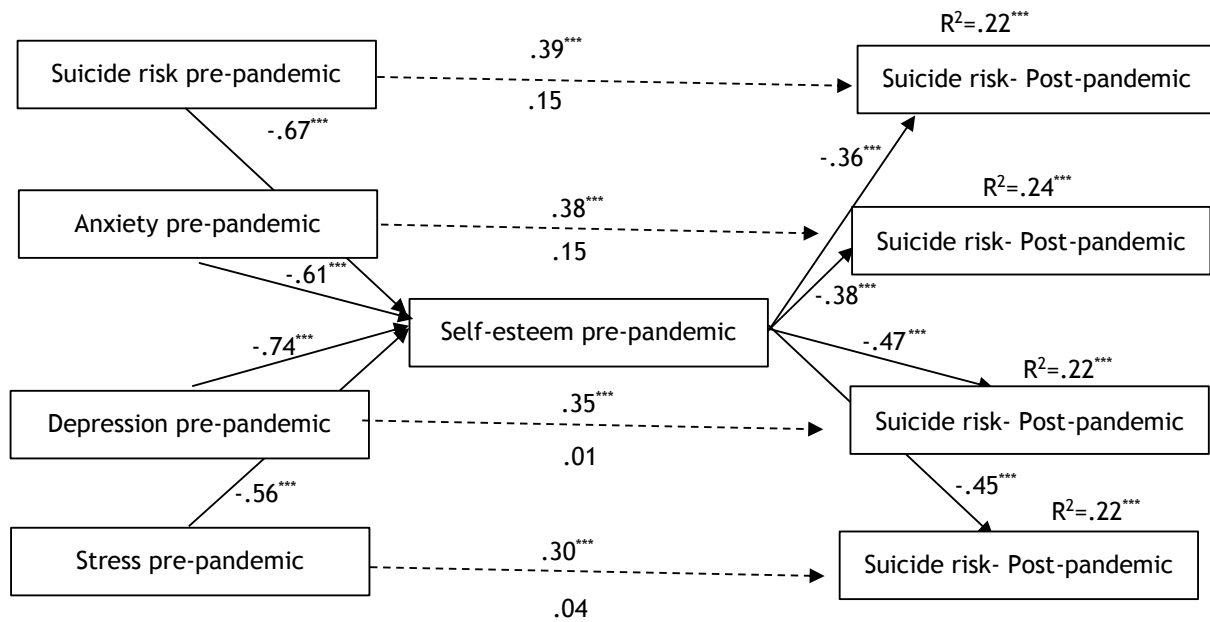 R²=.22***
.39***
Suicide risk pre-pandemic
Suicide risk- Post-pandemic
.15
-.67***
-.36***
R²=.24***
.38***
Anxiety pre-pandemic
Suicide risk- Post-pandemic
.15
-.61***
-.38***
Self-esteem pre-pandemic
-.74***
-.47***
R²=.22***
.35***
Depression pre-pandemic
Suicide risk- Post-pandemic
.01
-.56***
-.45***
R²=.22***
.30***
Stress pre-pandemic
Suicide risk- Post-pandemic
.04